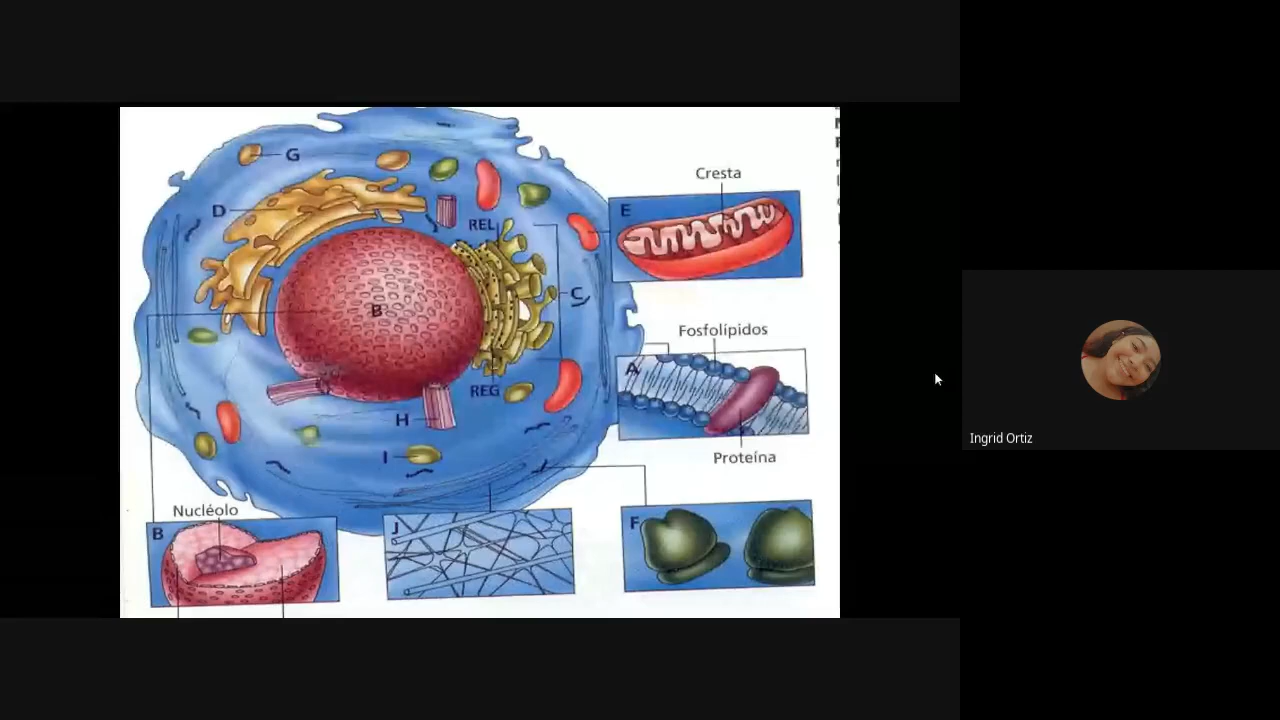 G
D
REL
C
B
REG
H
I
Cresta
E
Fosfolípidos
A
Proteína
Nucléolo
B
J
F
Ingrid Ortiz